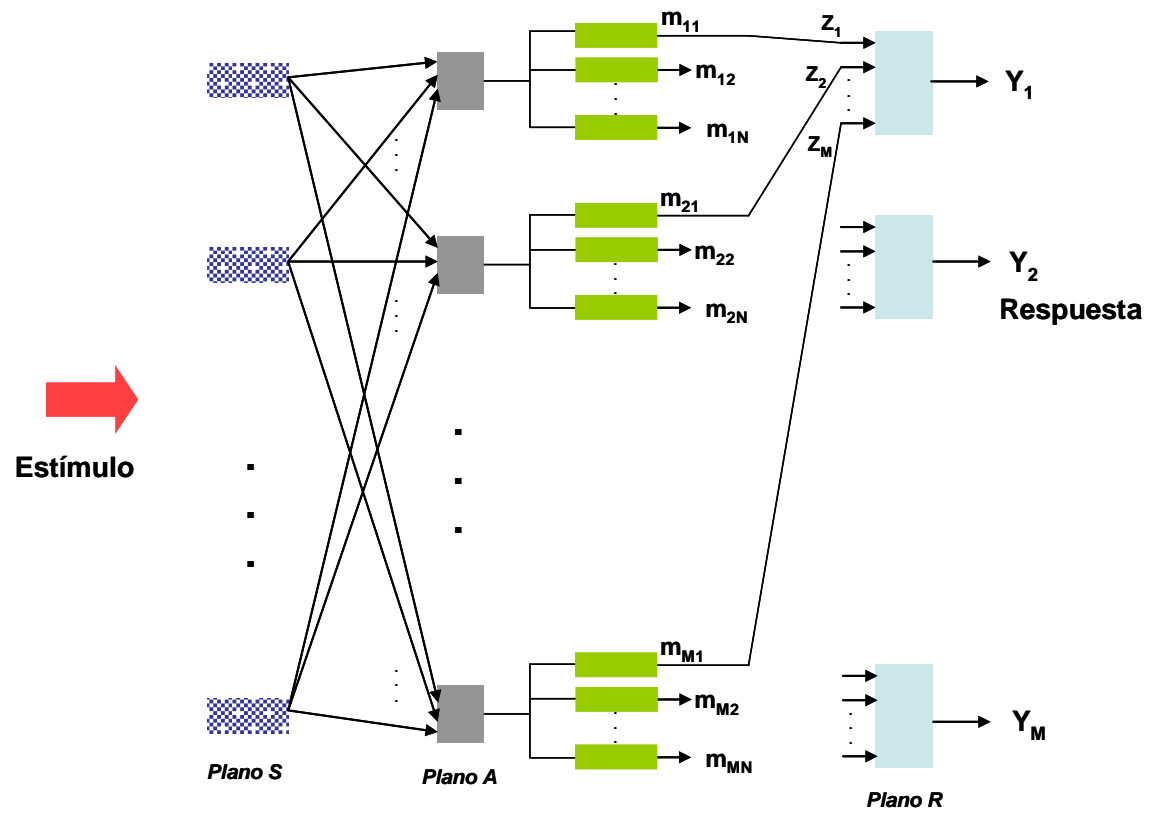 m11
Z1
m12
Z2
Y1
m1N
ZM
m21
m22
Y2
m2N
Respuesta
Estímulo
mM1
mM2
YM
mMN
Plano S
Plano A
Plano R